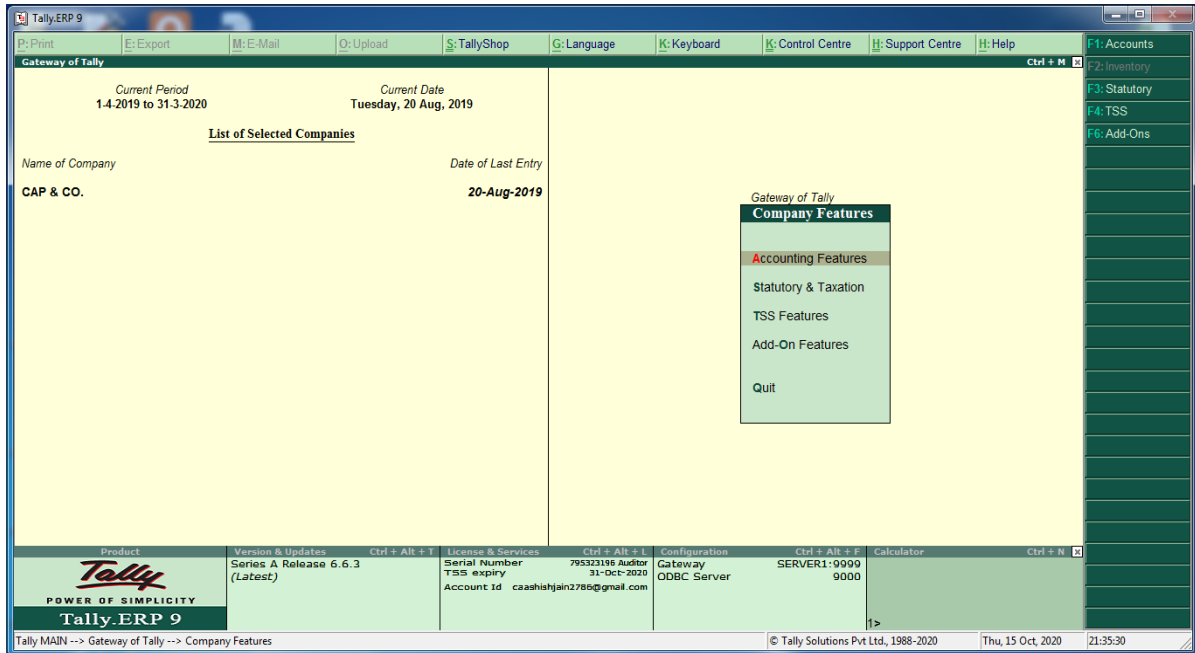 Tally.ERP 9
P: Print E: Export M: E-Mail O: Upload S: TallyShop G: Language K: Keyboard K: Control Centre H: Support Centre H: Help
F1: Accounts
F2: Inventory
F3: Statutory
F4: TSS
F6: Add-Ons
Gateway of Tally Ctrl + M x
Current Period Current Date
1-4-2019 to 31-3-2020 Tuesday, 20 Aug, 2019
List of Selected Companies
Name of Company Date of Last Entry
CAP & CO. 20-Aug-2019
Gateway of Tally
Company Features
Accounting Features
Statutory & Taxation
TSS Features
Add-On Features
Quit
Product
Tally
POWER OF SIMPLICITY
Tally.ERP 9
Version & Updates Ctrl + Alt + T
Series A Release 6.6.3
(Latest)
License & Services Ctrl + Alt + L
Serial Number 795323196 Auditor
TSS expiry 31-Oct-2020
Account Id caashishjain2786@gmail.com
Configuration Ctrl + Alt + F
Gateway SERVER1:9999
ODBC Server 9000
Calculator Ctrl + N x
1>
Tally MAIN --> Gateway of Tally --> Company Features © Tally Solutions Pvt Ltd., 1988-2020 Thu, 15 Oct, 2020 21:35:30